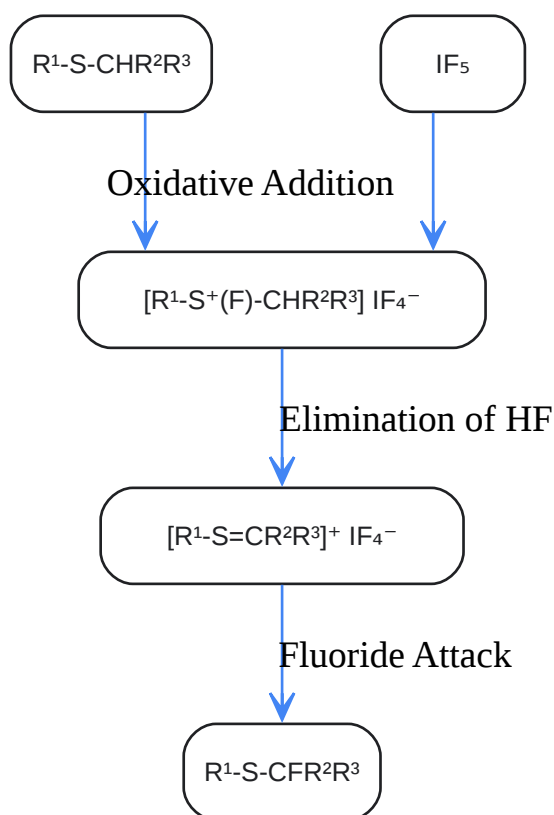 R¹-S-CHR²R³
IF₅
Oxidative Addition
[R¹-S⁺(F)-CHR²R³] IF₄⁻
Elimination of HF
[R¹-S=CR²R³]⁺ IF₄⁻
Fluoride Attack
R¹-S-CFR²R³